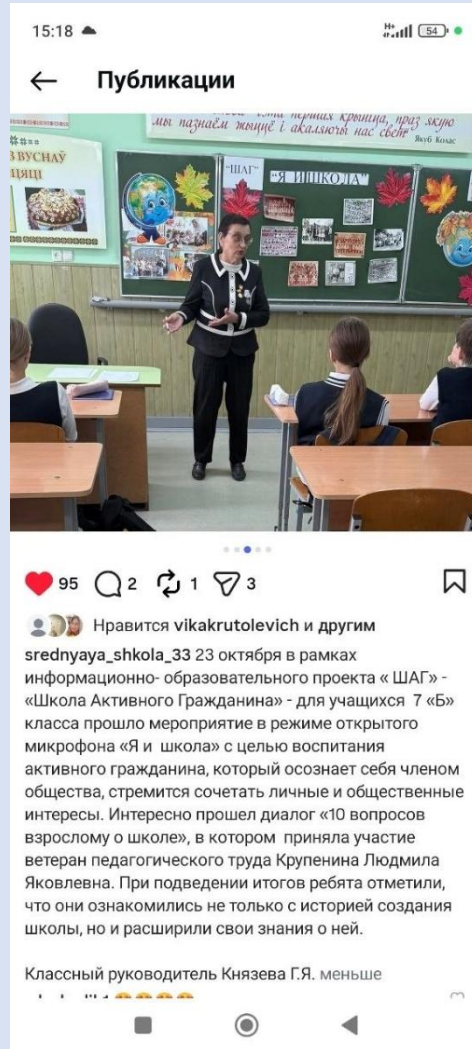 15:18
54
Публикации
мы пазнаём жыццё і акаляючы нас свет"
Якуб Колас
З ВУСНАЎ
"ШАГ"
"Я И ШКОЛА"
95 2 1 3
Нравится vikakrutolevich и другим
srednyaya_shkola_33 23 октября в рамках
информационно- образовательного проекта « ШАГ» -
«Школа Активного Гражданина» - для учащихся 7 «Б»
класса прошло мероприятие в режиме открытого
микрофона «Я и школа» с целью воспитания
активного гражданина, который осознает себя членом
общества, стремится сочетать личные и общественные
интересы. Интересно прошел диалог «10 вопросов
взрослому о школе», в котором приняла участие
ветеран педагогического труда Крупенина Людмила
Яковлевна. При подведении итогов ребята отметили,
что они ознакомились не только с историей создания
школы, но и расширили свои знания о ней.
Классный руководитель Князева Г.Я. меньше